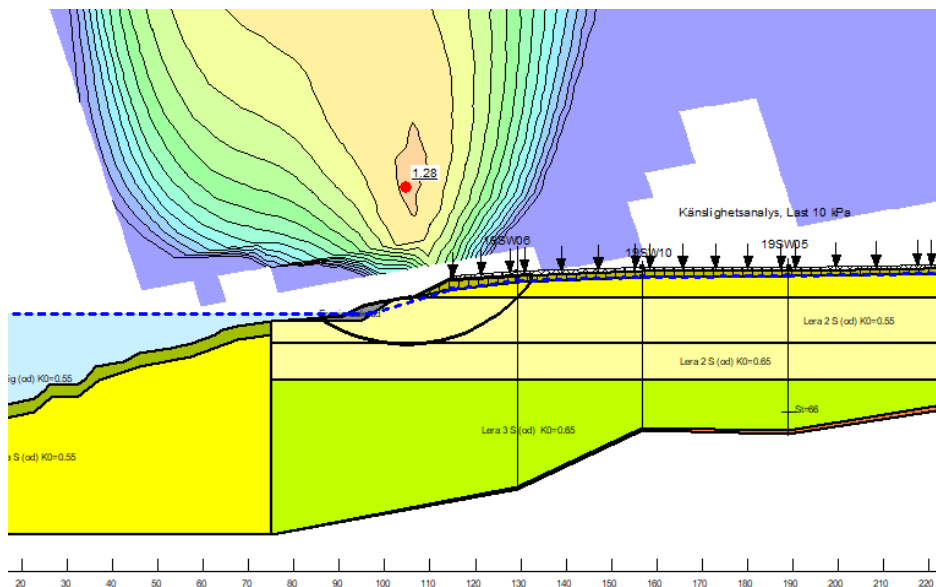 1.28
Känslighetsanalys, Last 10 kPa
19SW05
19SW10
Lera 2 S (od) K0=0.55
Lera 2 S (od) K0=0.65
ig (od) K0=0.55
St=66
Lera 3 S (od) K0=0.65
a S (od) K0=0.55
20 30 40 50 60 70 80 90 100 110 120 130 140 150 160 170 180 190 200 210 220